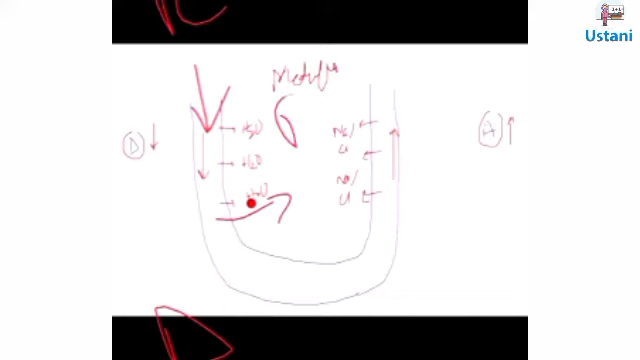 Ustani
Medulla
H2O
D ↓
Na/
Cl
A ↑
H2O
H2O
Na/
Cl